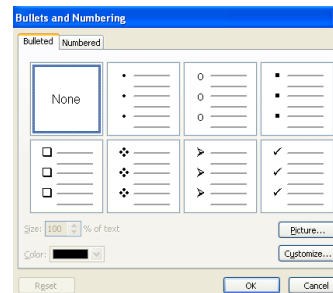 Bullets and Numbering
Bulleted Numbered
None
Size: 100 % of text
Color:
Picture...
Customize...
Reset OK Cancel